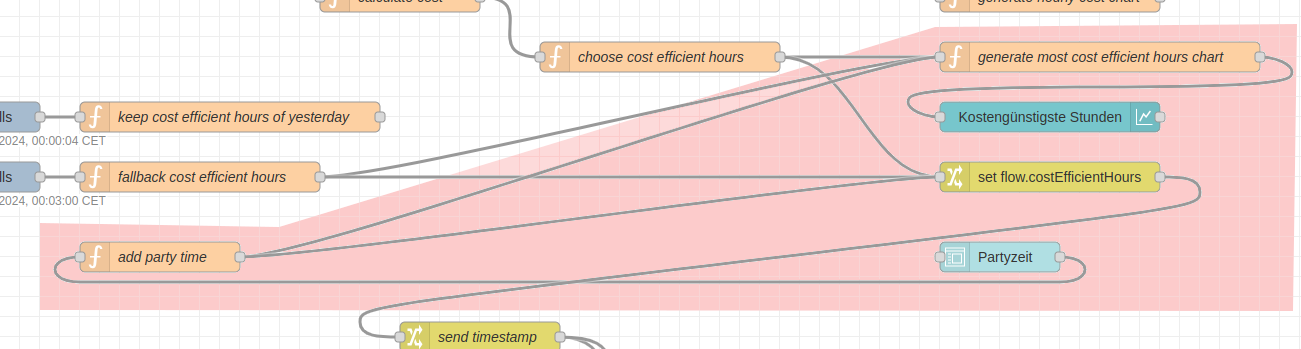 calculate cost
generate hourly cost chart
choose cost efficient hours
generate most cost efficient hours chart
lls
keep cost efficient hours of yesterday
Kostengünstigste Stunden
2024, 00:00:04 CET
lls
fallback cost efficient hours
set flow.costEfficientHours
2024, 00:03:00 CET
add party time
Partyzeit
send timestamp